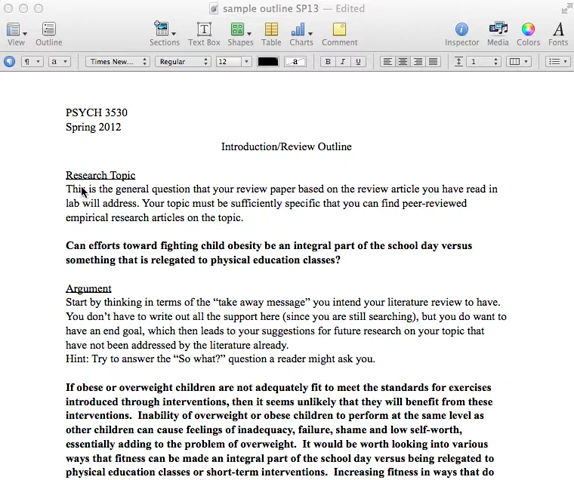 sample outline SP13 — Edited
View Outline Sections Text Box Shapes Table Charts Comment Inspector Media Colors Fonts
¶ a Times New... Regular 12 a B I U 1
PSYCH 3530
Spring 2012
Introduction/Review Outline
Research Topic
This is the general question that your review paper based on the review article you have read in
lab will address. Your topic must be sufficiently specific that you can find peer-reviewed
empirical research articles on the topic.
Can efforts toward fighting child obesity be an integral part of the school day versus
something that is relegated to physical education classes?
Argument
Start by thinking in terms of the “take away message” you intend your literature review to have.
You don’t have to write out all the support here (since you are still searching), but you do want to
have an end goal, which then leads to your suggestions for future research on your topic that
have not been addressed by the literature already.
Hint: Try to answer the “So what?” question a reader might ask you.
If obese or overweight children are not adequately fit to meet the standards for exercises
introduced through interventions, then it seems unlikely that they will benefit from these
interventions. Inability of overweight or obese children to perform at the same level as
other children can cause feelings of inadequacy, failure, shame and low self-worth,
essentially adding to the problem of overweight. It would be worth looking into various
ways that fitness can be made an integral part of the school day versus being relegated to
physical education classes or short-term interventions. Increasing fitness in ways that do